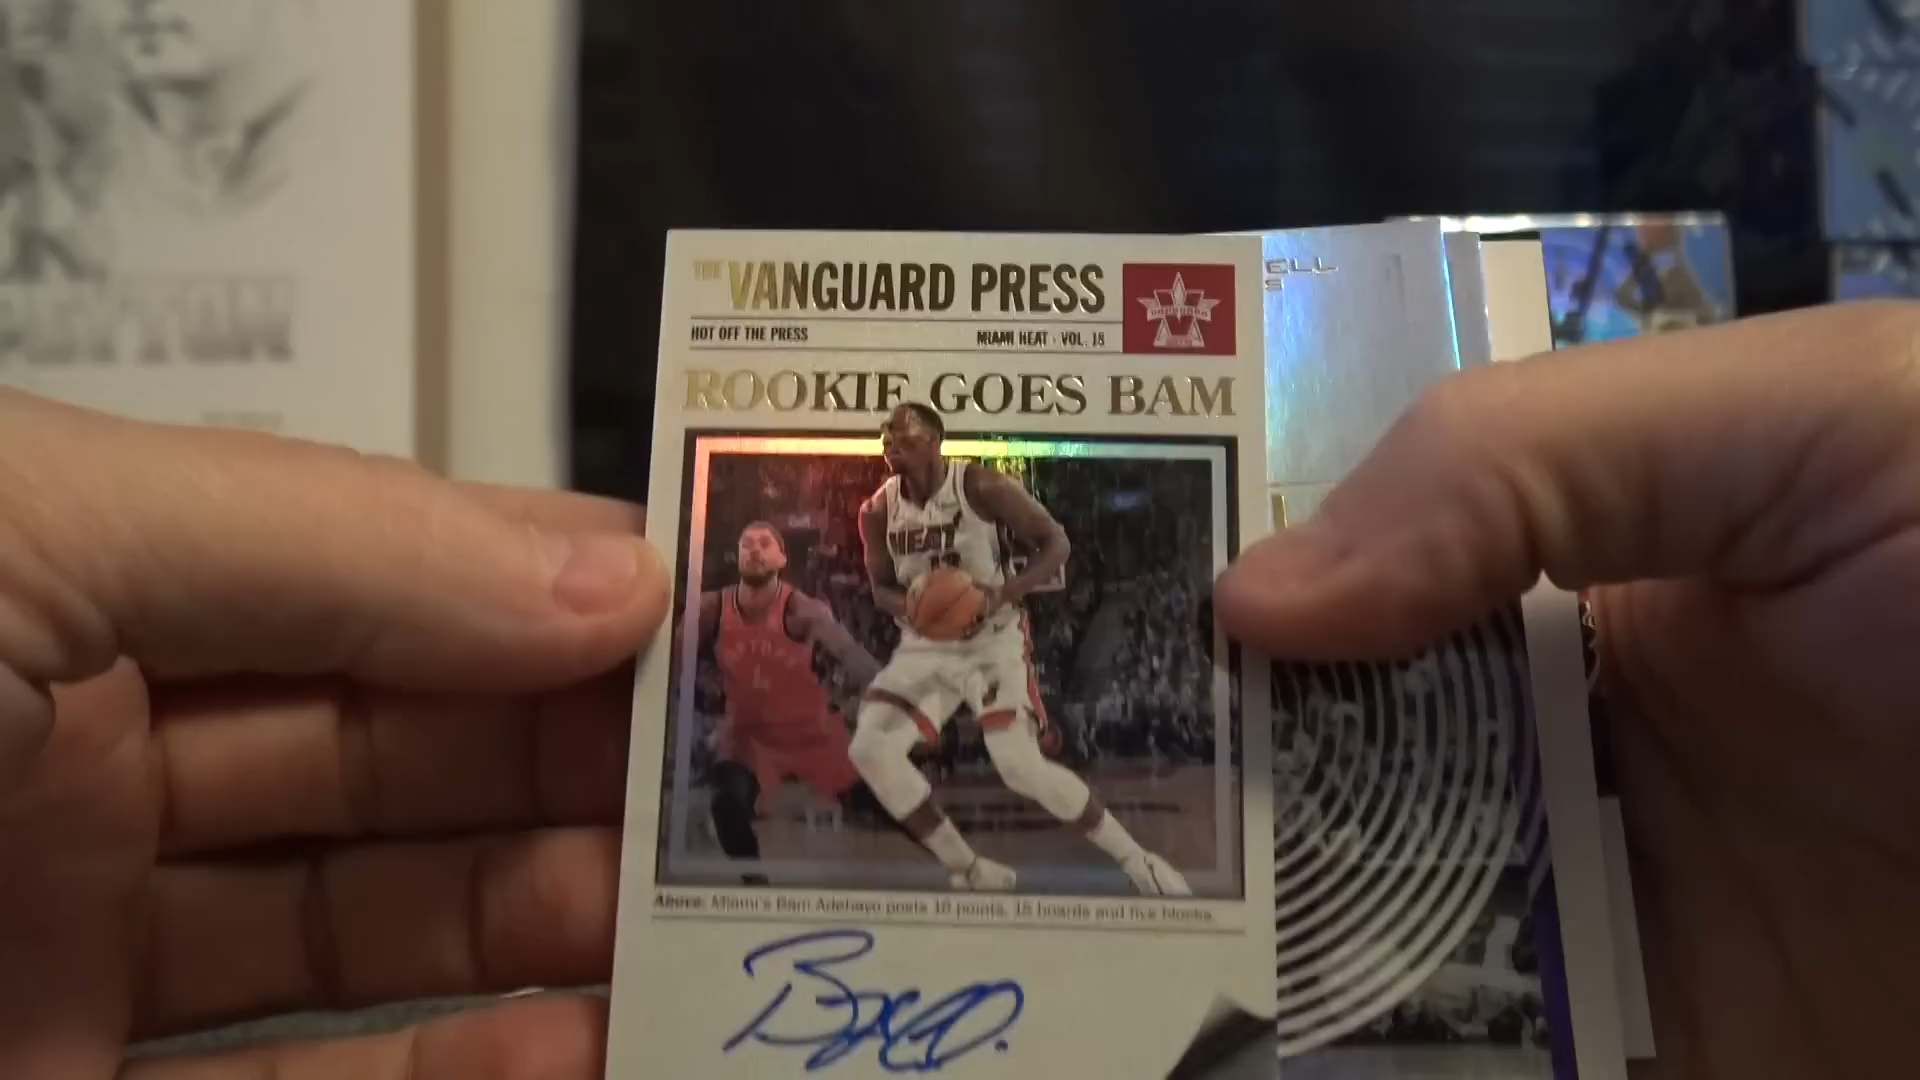 THE VANGUARD PRESS
HOT OFF THE PRESS MIAMI HEAT · VOL. 18
ROOKIE GOES BAM
HEAT
Above: Miami's Bam Adebayo posts 16 points, 15 boards and five blocks.
ELL
S